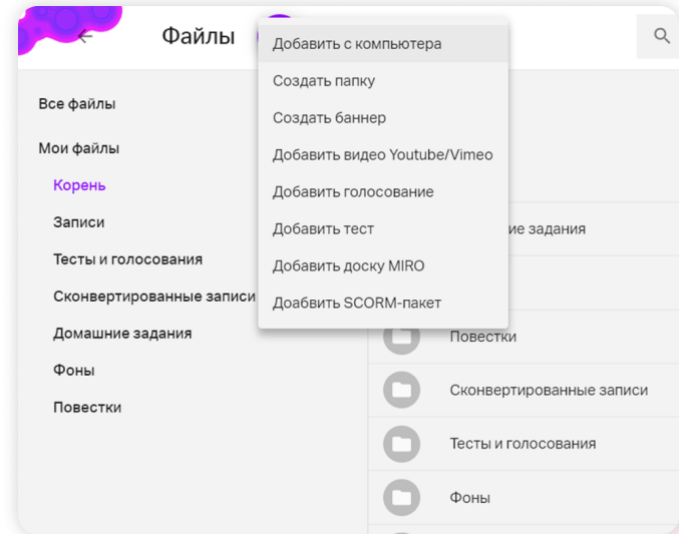 Файлы
Добавить с компьютера
Создать папку
Создать баннер
Добавить видео Youtube/Vimeo
Добавить голосование
Добавить тест
Добавить доску MIRO
Доабвить SCORM-пакет
Все файлы
Мои файлы
Корень
Записи
Тесты и голосования
Сконвертированные записи
Домашние задания
Фоны
Повестки
задания
Повестки
Сконвертированные записи
Тесты и голосования
Фоны